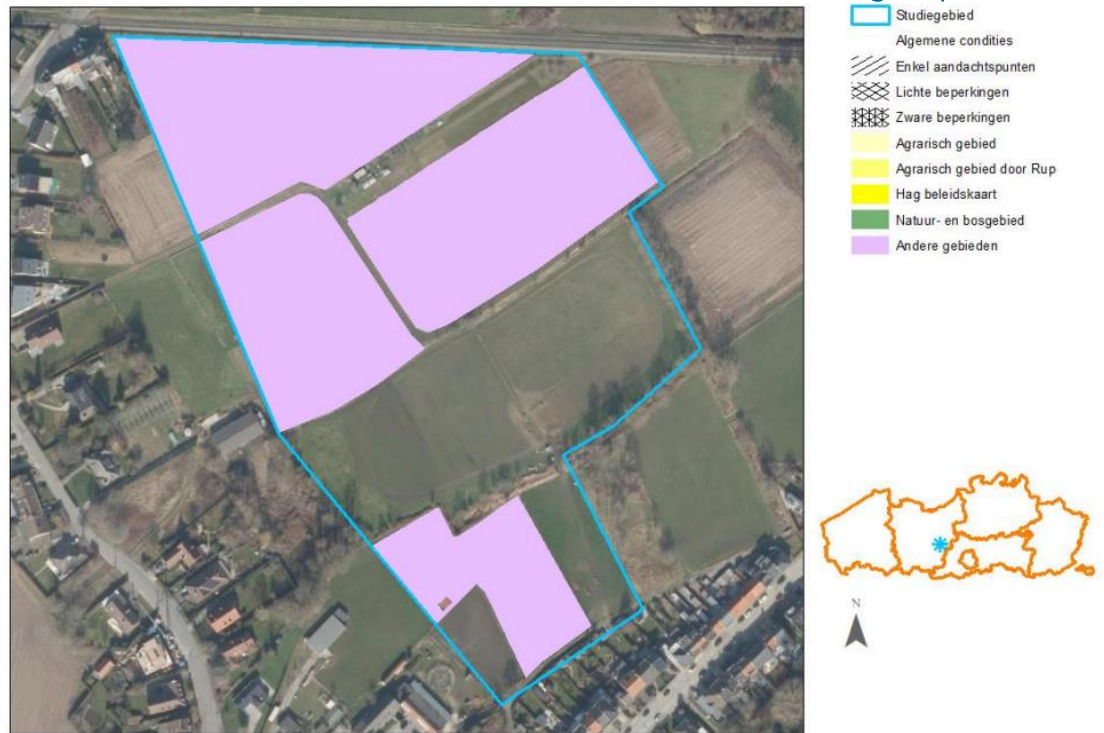 Studiegebied
Algemene condities
Enkel aandachtspunten
Lichte beperkingen
Zware beperkingen
Agrarisch gebied
Agrarisch gebied door Rup
Hag beleidskaart
Natuur- en bosgebied
Andere gebieden
N